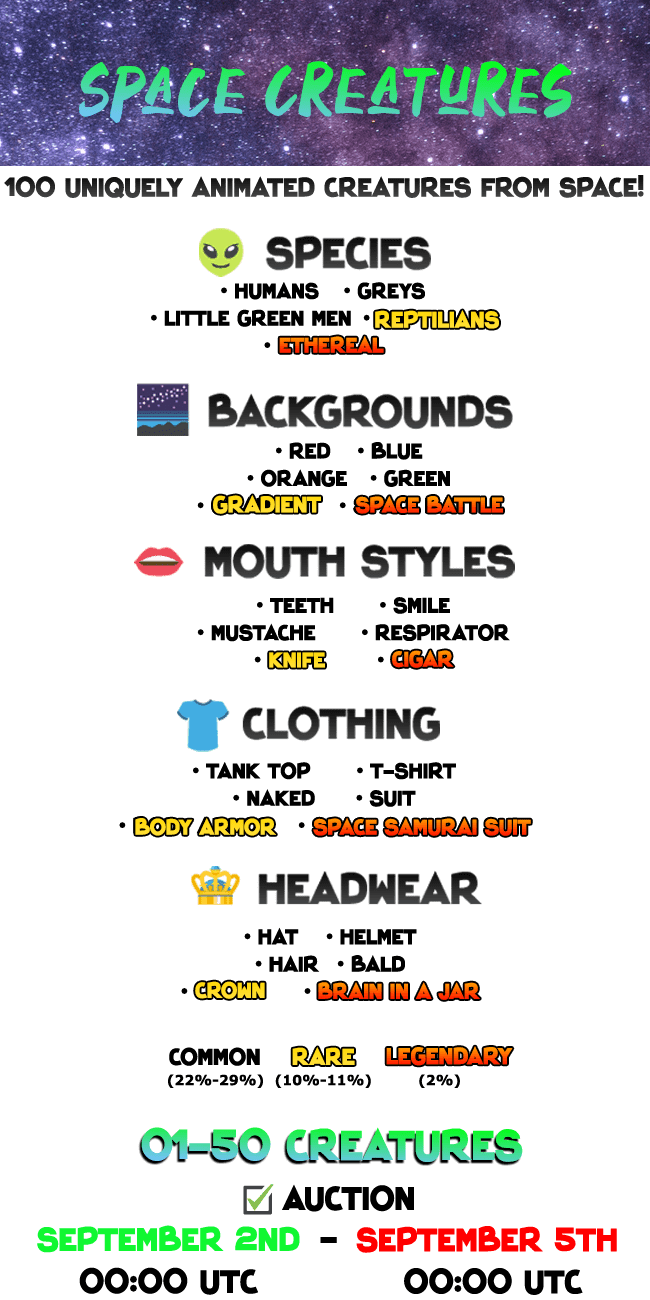 SPACE CREATURES
100 UNIQUELY ANIMATED CREATURES FROM SPACE!
SPECIES
• HUMANS • GREYS
• LITTLE GREEN MEN • REPTILIANS
• ETHEREAL
BACKGROUNDS
• RED • BLUE
• ORANGE • GREEN
• GRADIENT • SPACE BATTLE
MOUTH STYLES
• TEETH • SMILE
• MUSTACHE • RESPIRATOR
• KNIFE • CIGAR
CLOTHING
• TANK TOP • T-SHIRT
• NAKED • SUIT
• BODY ARMOR • SPACE SAMURAI SUIT
HEADWEAR
• HAT • HELMET
• HAIR • BALD
• CROWN • BRAIN IN A JAR
COMMON RARE LEGENDARY
(22%-29%) (10%-11%) (2%)
01-50 CREATURES
AUCTION
SEPTEMBER 2ND - SEPTEMBER 5TH
00:00 UTC 00:00 UTC